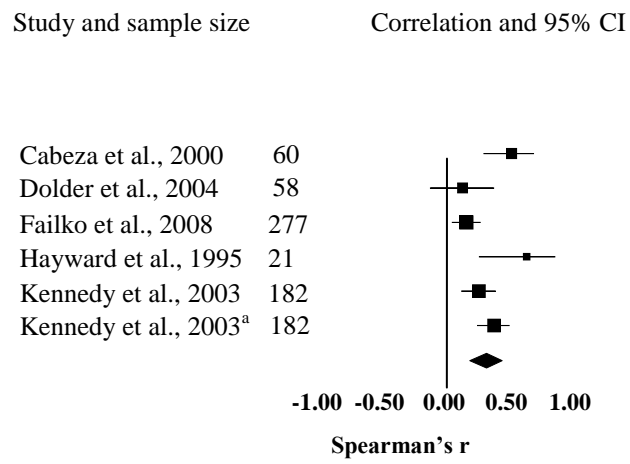 Study and sample size Correlation and 95% CI
Cabeza et al., 2000 60
Dolder et al., 2004 58
Failko et al., 2008 277
Hayward et al., 1995 21
Kennedy et al., 2003 182
Kennedy et al., 2003ᵃ 182
-1.00 -0.50 0.00 0.50 1.00
Spearman's r